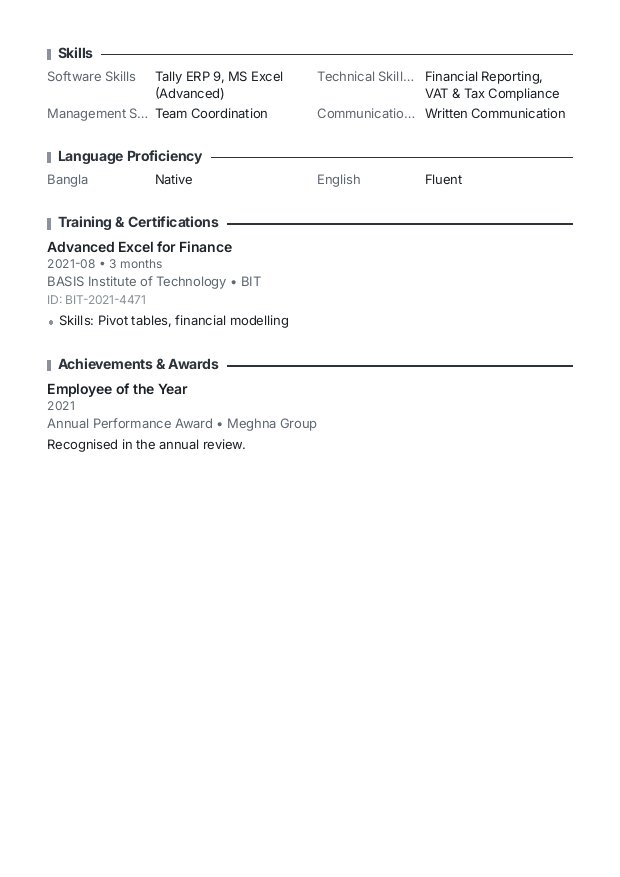 Skills
Software Skills Tally ERP 9, MS Excel Technical Skill... Financial Reporting,
(Advanced) VAT & Tax Compliance
Management S... Team Coordination Communicatio... Written Communication
Language Proficiency
Bangla Native English Fluent
Training & Certifications
Advanced Excel for Finance
2021-08 • 3 months
BASIS Institute of Technology • BIT
ID: BIT-2021-4471
• Skills: Pivot tables, financial modelling
Achievements & Awards
Employee of the Year
2021
Annual Performance Award • Meghna Group
Recognised in the annual review.